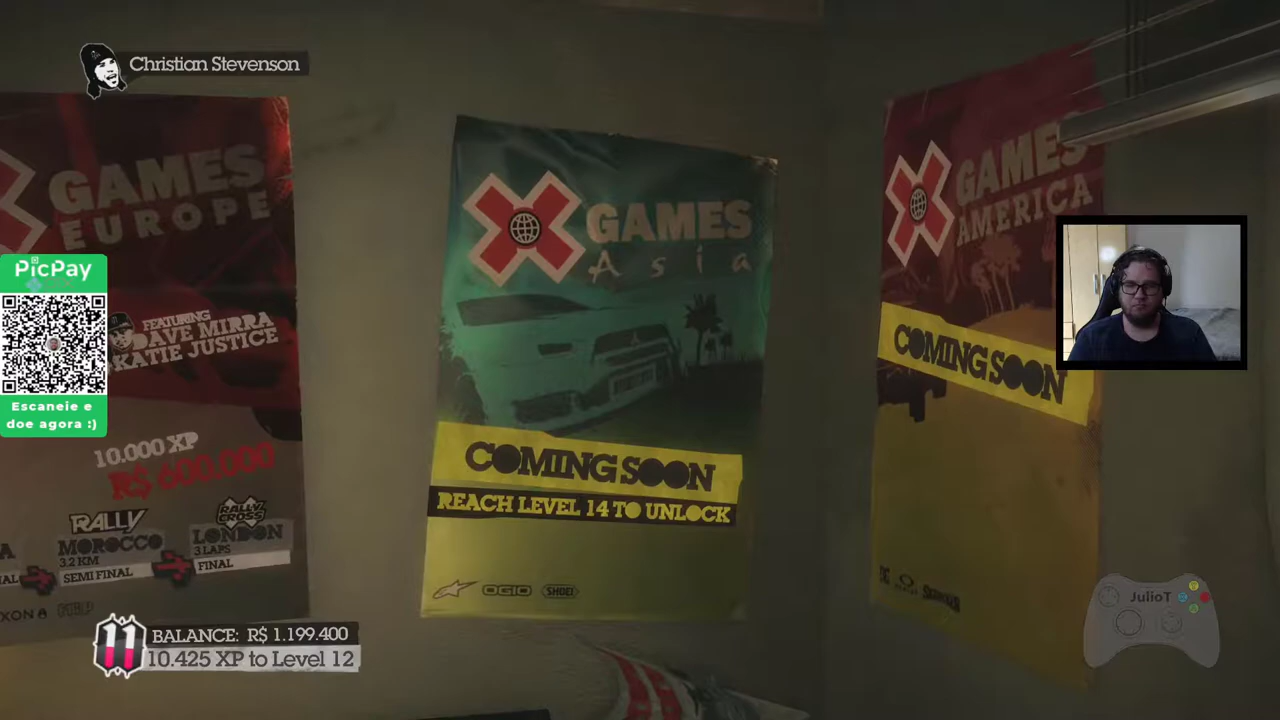 Christian Stevenson
GAMES
EUROPE
FEATURING
DAVE MIRRA
KATIE JUSTICE
10.000 XP
R$ 600.000
RALLY
MOROCCO
3.2 KM
SEMI FINAL
RALLY
CROSS
LONDON
3 LAPS
FINAL
PicPay
Escaneie e
doe agora :)
X GAMES
Asia
COMING SOON
REACH LEVEL 14 TO UNLOCK
OGIO
SHOEI
X GAMES
AMERICA
COMING SOON
11
BALANCE: R$ 1.199.400
10.425 XP to Level 12
JulioT